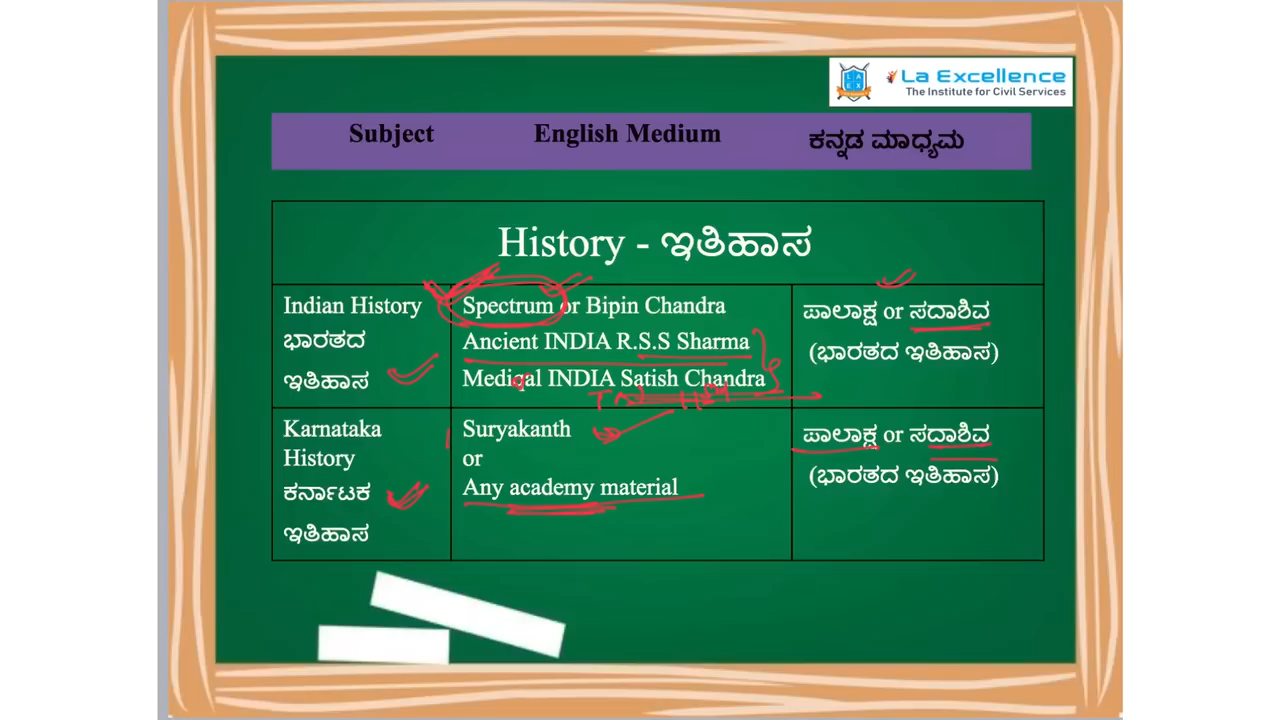 La Excellence
The Institute for Civil Services
Subject English Medium ಕನ್ನಡ ಮಾಧ್ಯಮ
History - ಇತಿಹಾಸ
Indian History
ಭಾರತದ
ಇತಿಹಾಸ
Spectrum or Bipin Chandra
Ancient INDIA R.S.S Sharma
INDIA Satish Chandra
TN
ಪಾಲಾಕ್ಷ or ಸದಾಶಿವ
(ಭಾರತದ ಇತಿಹಾಸ)
Karnataka
History
ಕರ್ನಾಟಕ
ಇತಿಹಾಸ
Suryakanth
or
Any academy material
ಪಾಲಾಕ್ಷ or ಸದಾಶಿವ
(ಭಾರತದ ಇತಿಹಾಸ)